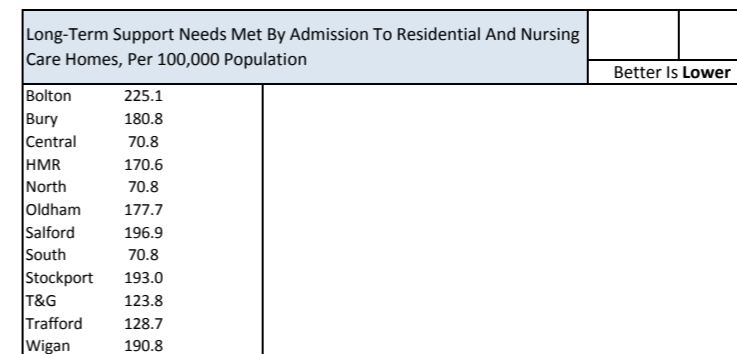 Long-Term Support Needs Met By Admission To Residential And Nursing
Care Homes, Per 100,000 Population
Better Is Lower
Bolton 225.1
Bury 180.8
Central 70.8
HMR 170.6
North 70.8
Oldham 177.7
Salford 196.9
South 70.8
Stockport 193.0
T&G 123.8
Trafford 128.7
Wigan 190.8